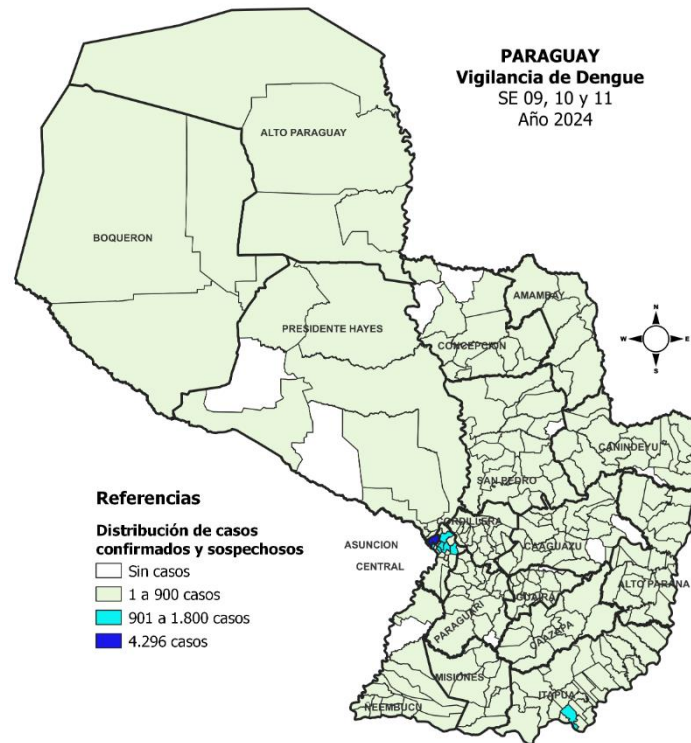 PARAGUAY
Vigilancia de Dengue
SE 09, 10 y 11
Año 2024
ALTO PARAGUAY
BOQUERON
PRESIDENTE HAYES
AMAMBAY
CONCEPCION
N
W
E
S
CANINDEYU
SAN PEDRO
CORDILLERA
ASUNCION
CENTRAL
CAAGUAZU
ALTO PARANA
GUAIRA
PARAGUARI
CAAZAPA
MISIONES
ITAPUA
ÑEEMBUCU
Referencias
Distribución de casos
confirmados y sospechosos
Sin casos
1 a 900 casos
901 a 1.800 casos
4.296 casos